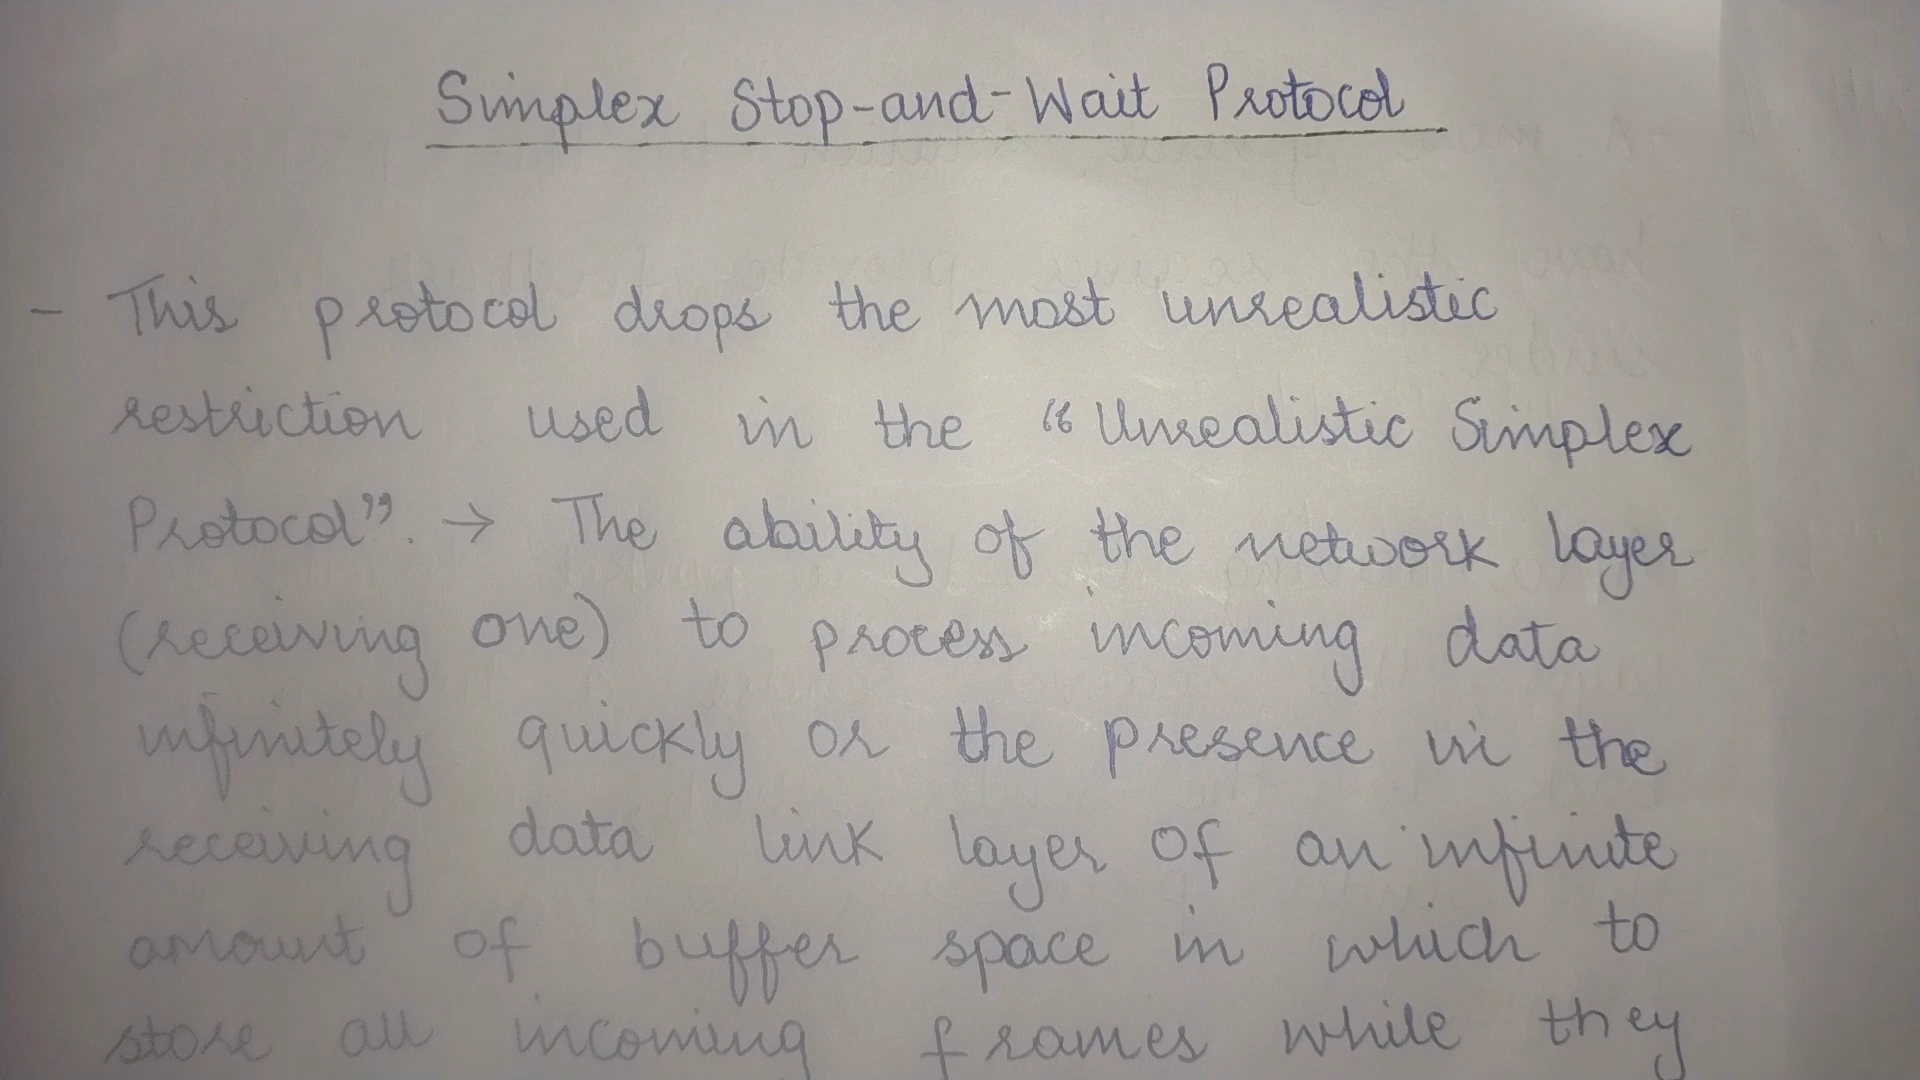 Simplex Stop-and-Wait Protocol
- This protocol drops the most unrealistic
restriction used in the "Unrealistic Simplex
Protocol". → The ability of the network layer
(receiving one) to process incoming data
infinitely quickly or the presence in the
receiving data link layer of an infinite
amount of buffer space in which to
store all incoming frames while they